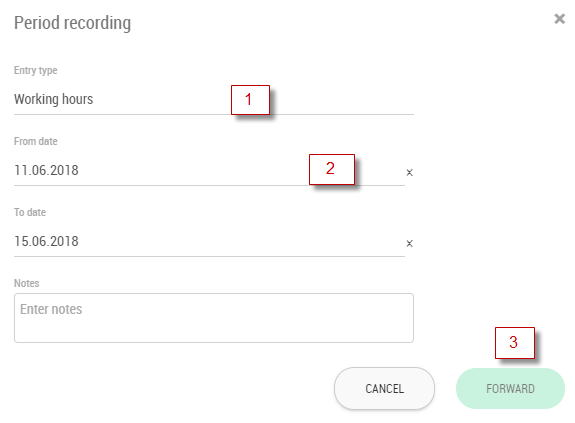 Period recording
Entry type
Working hours
1
From date
11.06.2018
2
To date
15.06.2018
Notes
Enter notes
3
CANCEL
FORWARD